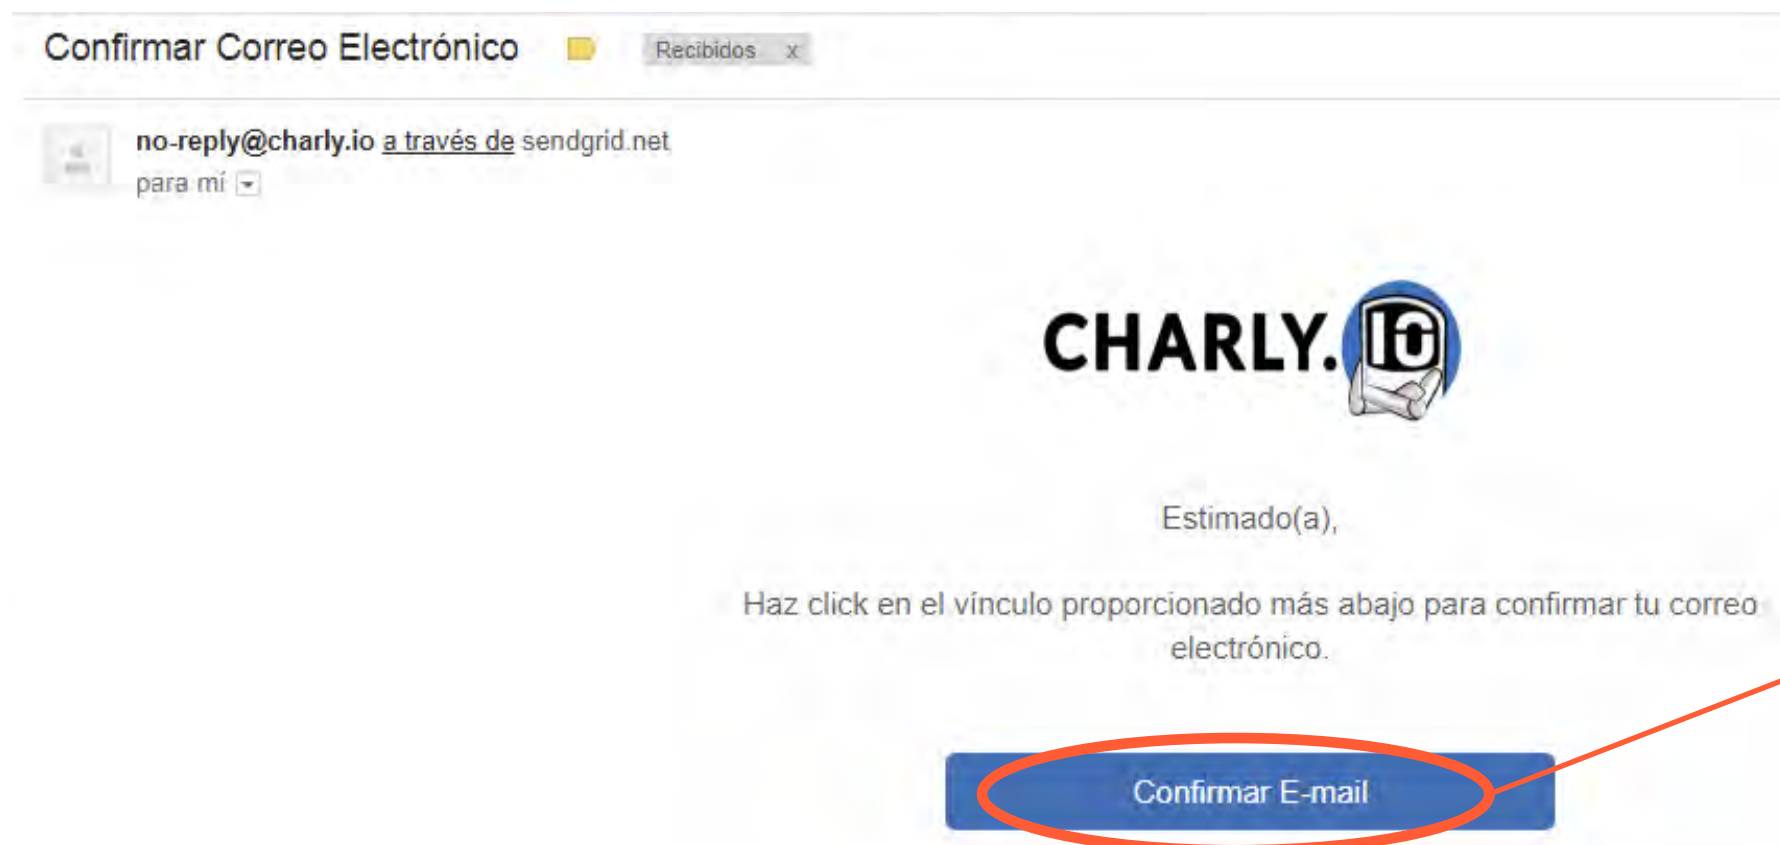 Confirmar Correo Electrónico
Recibidos x
no-reply@charly.io a través de sendgrid.net
para mí
CHARLY.IO
Estimado(a),
Haz click en el vínculo proporcionado más abajo para confirmar tu correo
electrónico.
Confirmar E-mail